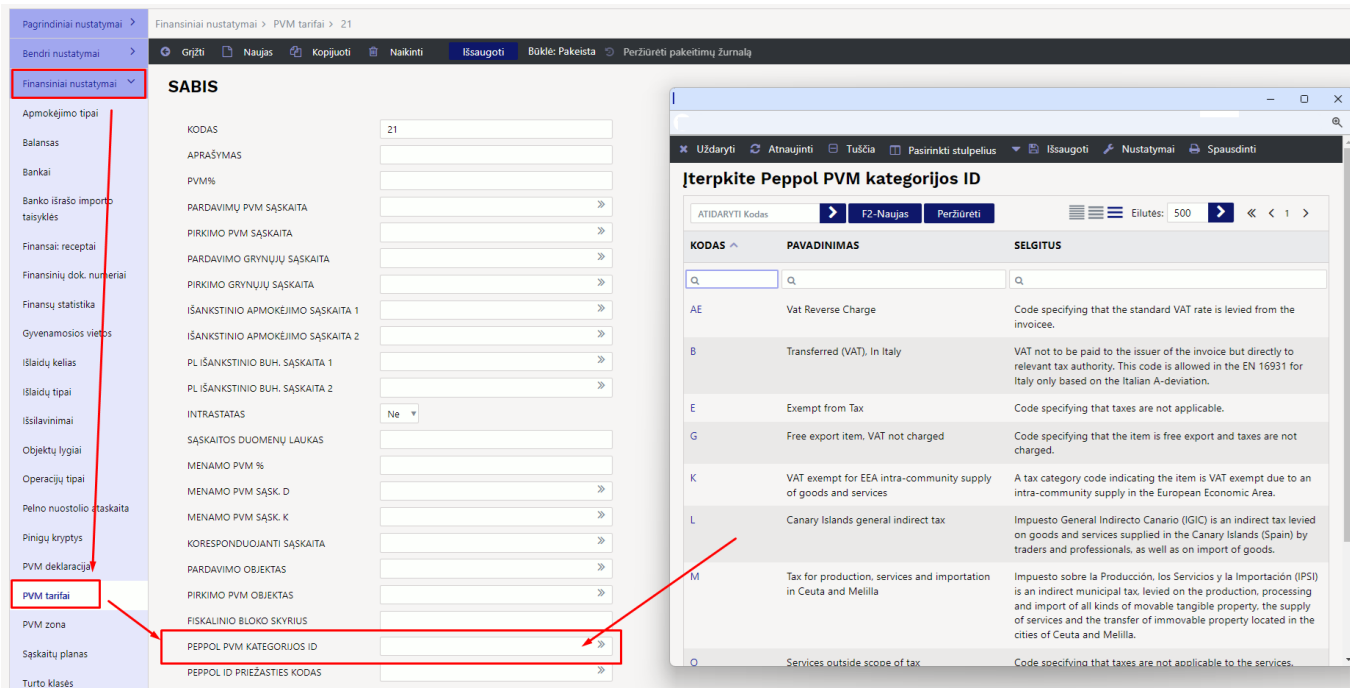 Pagrindiniai nustatymai
Bendri nustatymai
Finansiniai nustatymai
Apmokėjimo tipai
Balansas
Bankai
Banko išrašo importo
taisyklės
Finansai: receptai
Finansinių dok. numeriai
Finansų statistika
Gyvenamosios vietos
Išlaidų kelias
Išlaidų tipai
Išsilavinimai
Objektų lygiai
Operacijų tipai
Pelno nuostolio ataskaita
Pinigų kryptys
PVM deklaracija
PVM tarifai
PVM zona
Sąskaitų planas
Turto klasės
Finansiniai nustatymai > PVM tarifai > 21
Grįžti Naujas Kopijuoti Naikinti Išsaugoti Būklė: Pakeista Peržiūrėti pakeitimų žurnalą
SABIS
KODAS 21
APRAŠYMAS
PVM%
PARDAVIMŲ PVM SĄSKAITA
PIRKIMO PVM SĄSKAITA
PARDAVIMO GRYNŲJŲ SĄSKAITA
PIRKIMO GRYNŲJŲ SĄSKAITA
IŠANKSTINIO APMOKĖJIMO SĄSKAITA 1
IŠANKSTINIO APMOKĖJIMO SĄSKAITA 2
PL IŠANKSTINIO BUH. SĄSKAITA 1
PL IŠANKSTINIO BUH. SĄSKAITA 2
INTRASTATAS Ne
SĄSKAITOS DUOMENŲ LAUKAS
MENAMO PVM %
MENAMO PVM SĄSK. D
MENAMO PVM SĄSK. K
KORESPONDUOJANTI SĄSKAITA
PARDAVIMO OBJEKTAS
PIRKIMO PVM OBJEKTAS
FISKALINIO BLOKO SKYRIUS
PEPPOL PVM KATEGORIJOS ID
PEPPOL ID PRIEŽASTIES KODAS
Uždaryti Atnaujinti Tuščia Pasirinkti stulpelius Išsaugoti Nustatymai Spausdinti
Įterpkite Peppol PVM kategorijos ID
ATIDARYTI Kodas F2-Naujas Peržiūrėti Eilutės: 500 1
KODAS PAVADINIMAS SELGITUS
AE Vat Reverse Charge Code specifying that the standard VAT rate is levied from the
invoicee.
B Transferred (VAT), In Italy VAT not to be paid to the issuer of the invoice but directly to
relevant tax authority. This code is allowed in the EN 16931 for
Italy only based on the Italian A-deviation.
E Exempt from Tax Code specifying that taxes are not applicable.
G Free export item, VAT not charged Code specifying that the item is free export and taxes are not
charged.
K VAT exempt for EEA intra-community supply A tax category code indicating the item is VAT exempt due to an
of goods and services intra-community supply in the European Economic Area.
L Canary Islands general indirect tax Impuesto General Indirecto Canario (IGIC) is an indirect tax levied
on goods and services supplied in the Canary Islands (Spain) by
traders and professionals, as well as on import of goods.
M Tax for production, services and importation Impuesto sobre la Producción, los Servicios y la Importación (IPSI)
in Ceuta and Melilla is an indirect municipal tax, levied on the production, processing
and import of all kinds of movable tangible property, the supply
of services and the transfer of immovable property located in the
cities of Ceuta and Melilla.
O Services outside scope of tax Code specifying that taxes are not applicable to the services.